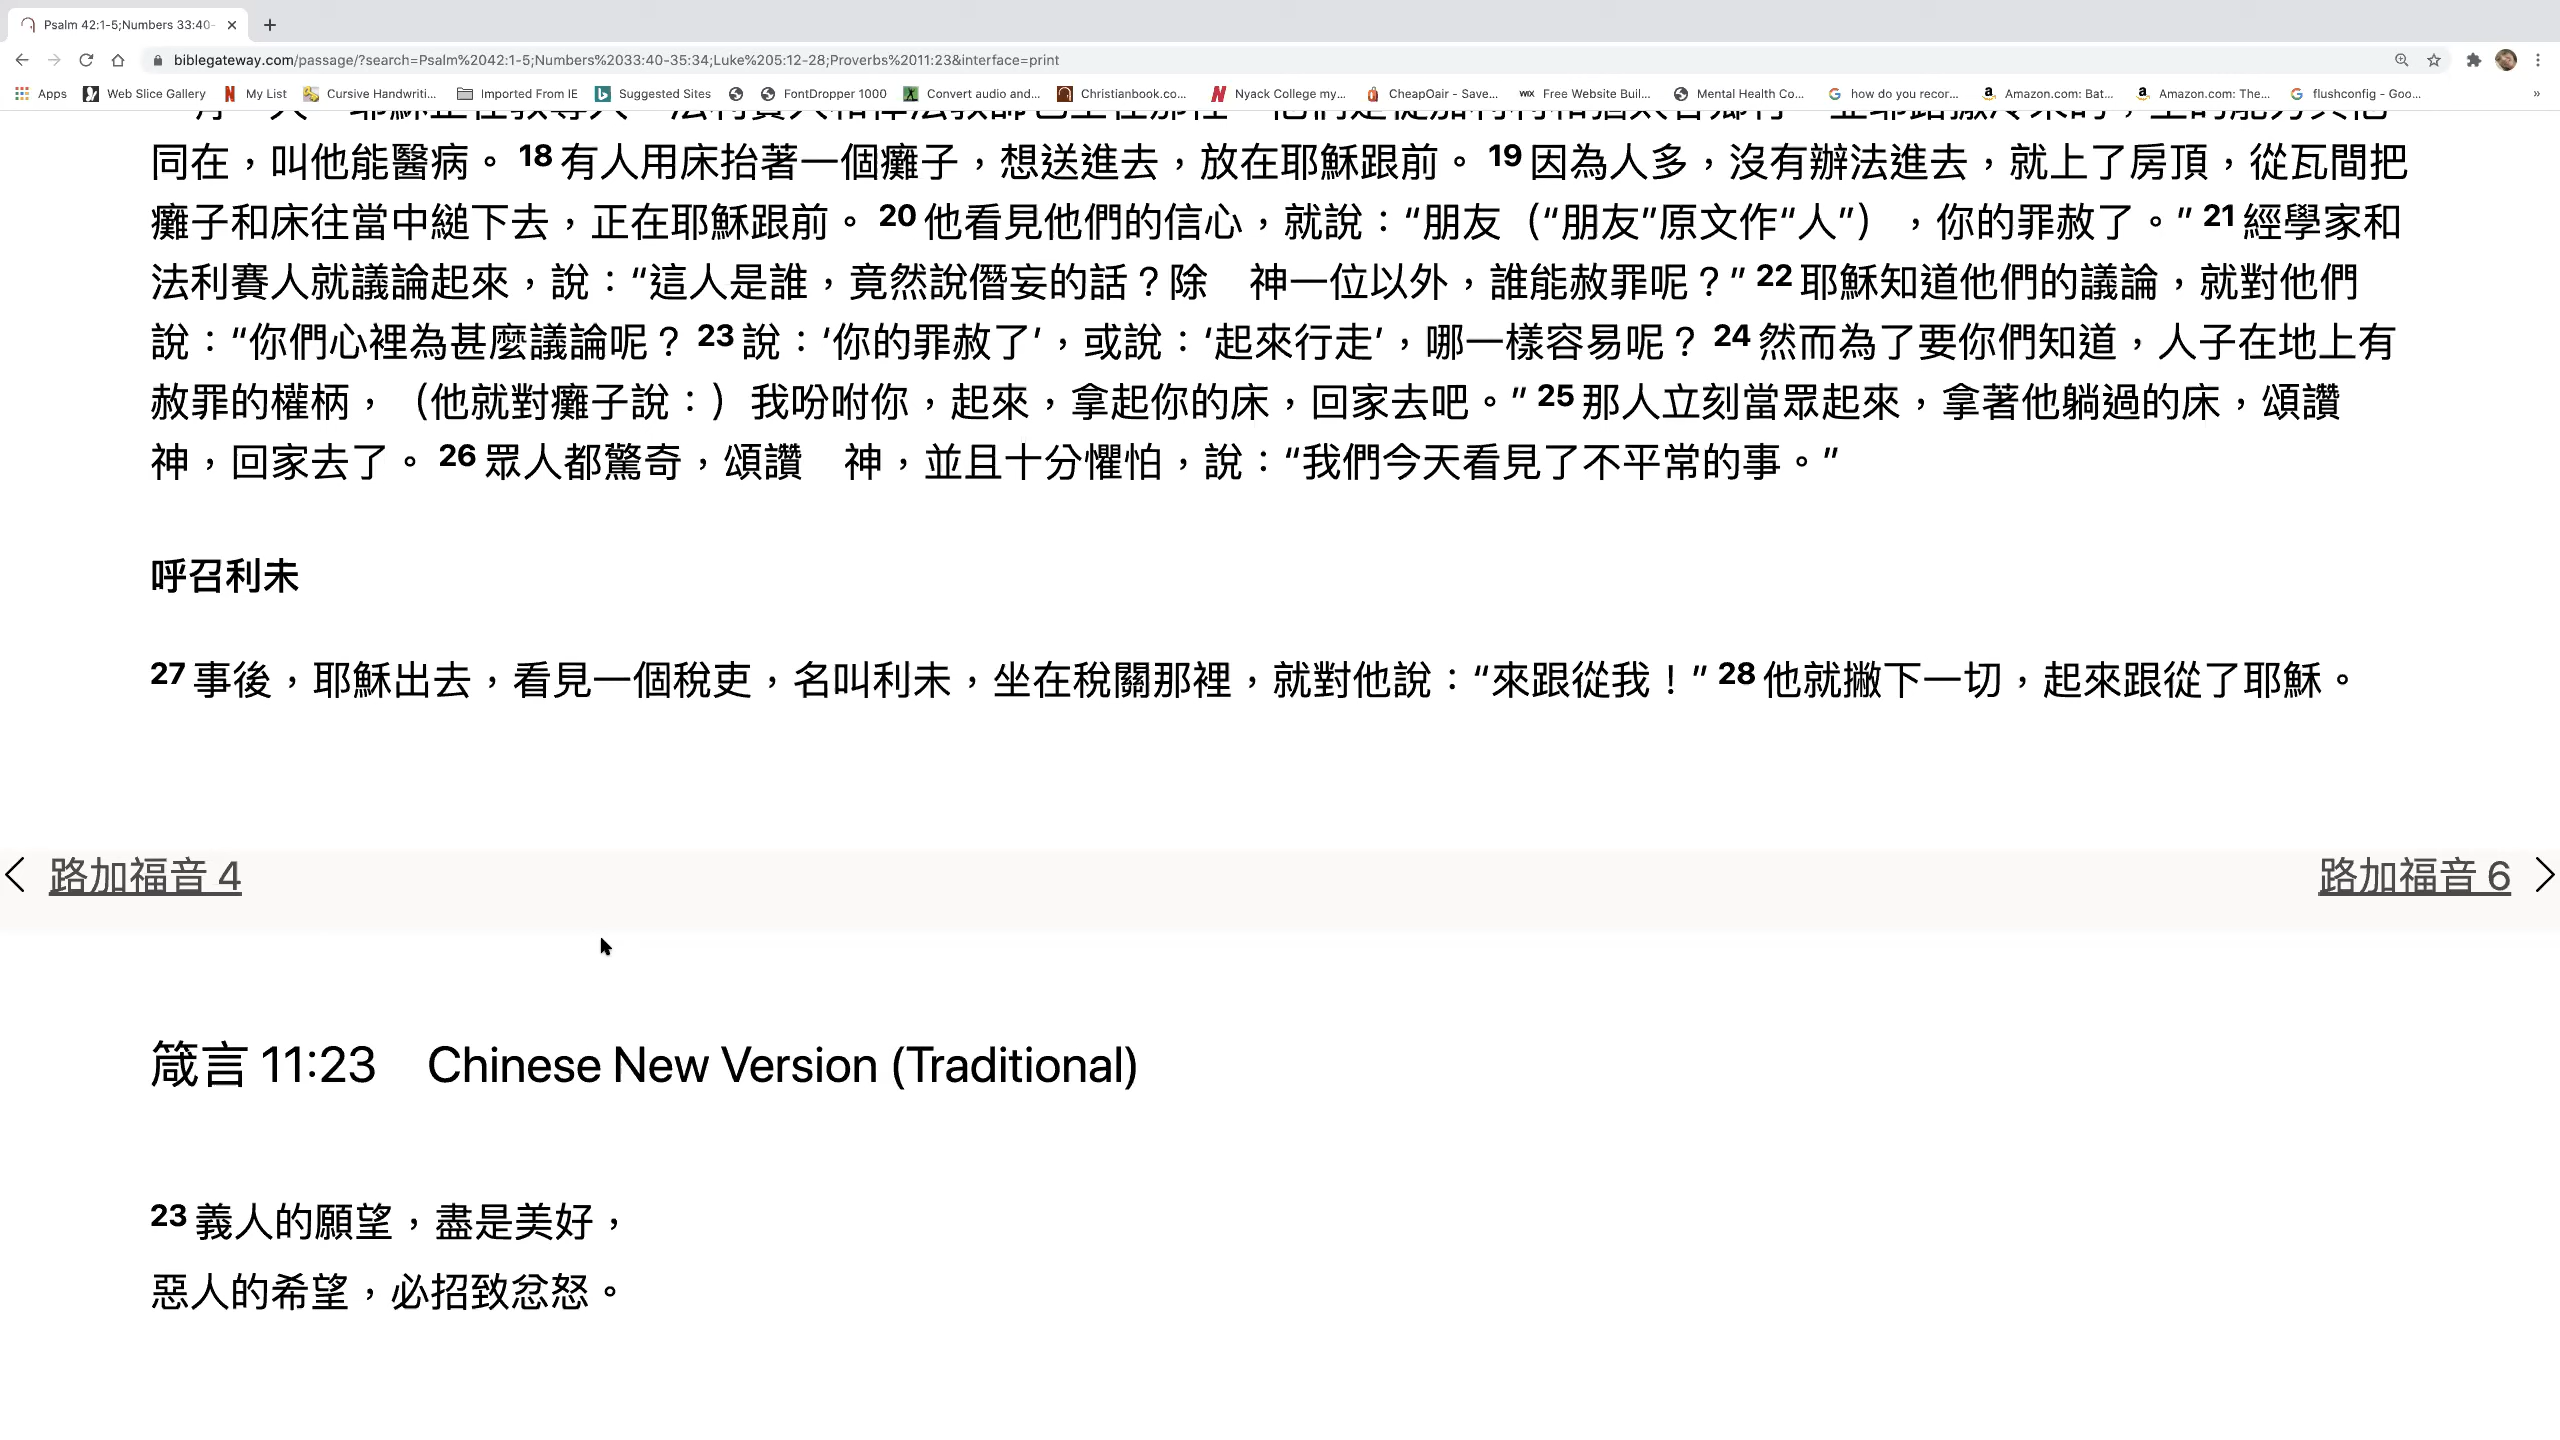 Psalm 42:1-5;Numbers 33:40-
biblegateway.com/passage/?search=Psalm%2042:1-5;Numbers%2033:40-35:34;Luke%205:12-28;Proverbs%2011:23&interface=print
Apps Web Slice Gallery My List Cursive Handwriti... Imported From IE Suggested Sites FontDropper 1000 Convert audio and... Christianbook.co... Nyack College my... CheapOair - Save... Free Website Buil... Mental Health Co... how do you recor... Amazon.com: Bat... Amazon.com: The... flushconfig - Goo... »
同在，叫他能醫病。 18 有人用床抬著一個癱子，想送進去，放在耶穌跟前。 19 因為人多，沒有辦法進去，就上了房頂，從瓦間把
癱子和床往當中縋下去，正在耶穌跟前。 20 他看見他們的信心，就說：“朋友（“朋友”原文作“人”），你的罪赦了。” 21 經學家和
法利賽人就議論起來，說：“這人是誰，竟然說僭妄的話？除　神一位以外，誰能赦罪呢？” 22 耶穌知道他們的議論，就對他們
說：“你們心裡為甚麼議論呢？ 23 說：‘你的罪赦了’，或說：‘起來行走’，哪一樣容易呢？ 24 然而為了要你們知道，人子在地上有
赦罪的權柄，（他就對癱子說：）我吩咐你，起來，拿起你的床，回家去吧。” 25 那人立刻當眾起來，拿著他躺過的床，頌讚
神，回家去了。 26 眾人都驚奇，頌讚　神，並且十分懼怕，說：“我們今天看見了不平常的事。”
呼召利未
27 事後，耶穌出去，看見一個稅吏，名叫利未，坐在稅關那裡，就對他說：“來跟從我！” 28 他就撇下一切，起來跟從了耶穌。
路加福音 4 路加福音 6
箴言 11:23 Chinese New Version (Traditional)
23 義人的願望，盡是美好，
惡人的希望，必招致忿怒。